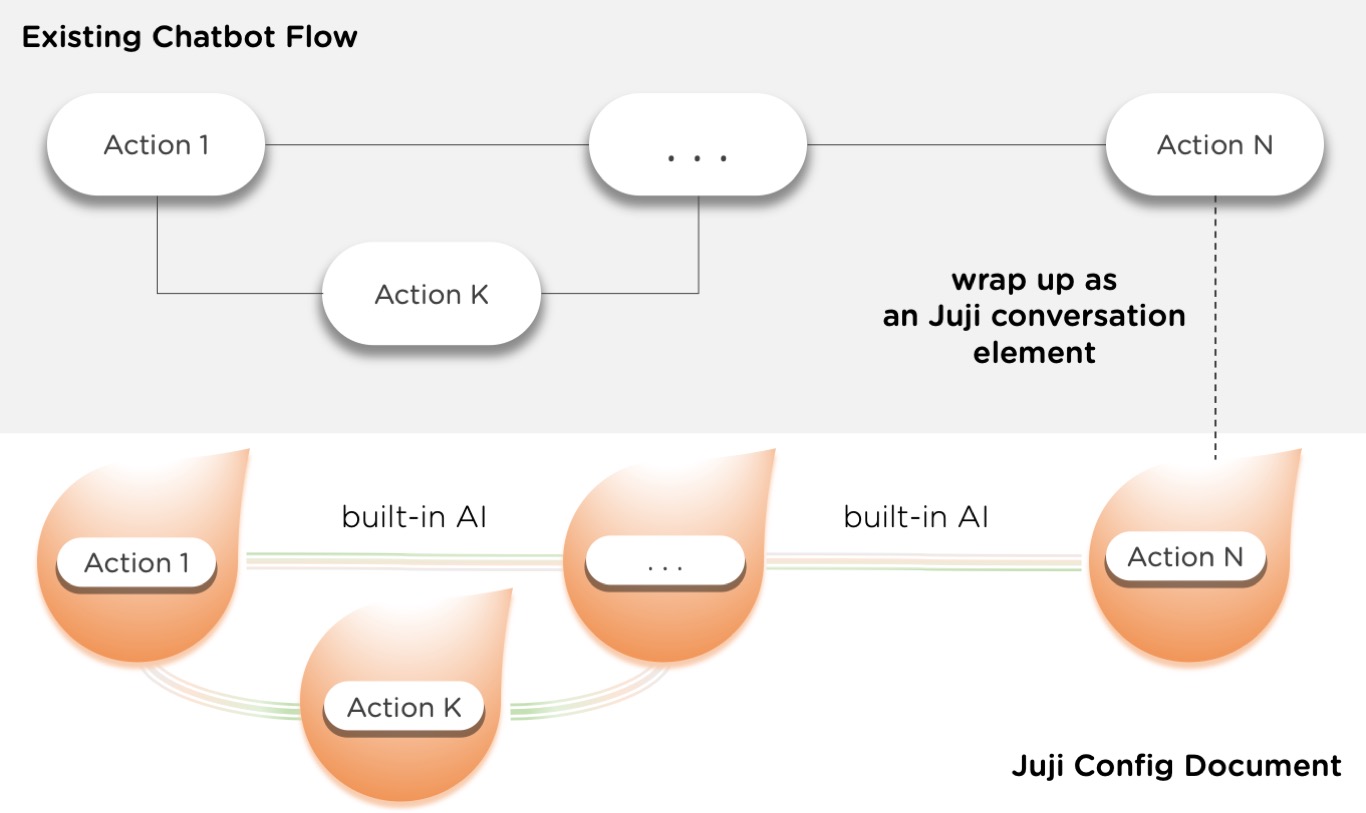 Existing Chatbot Flow
Action 1
. . .
Action N
Action K
wrap up as
an Juji conversation
element
built-in AI
built-in AI
Action 1
. . .
Action N
Action K
Juji Config Document